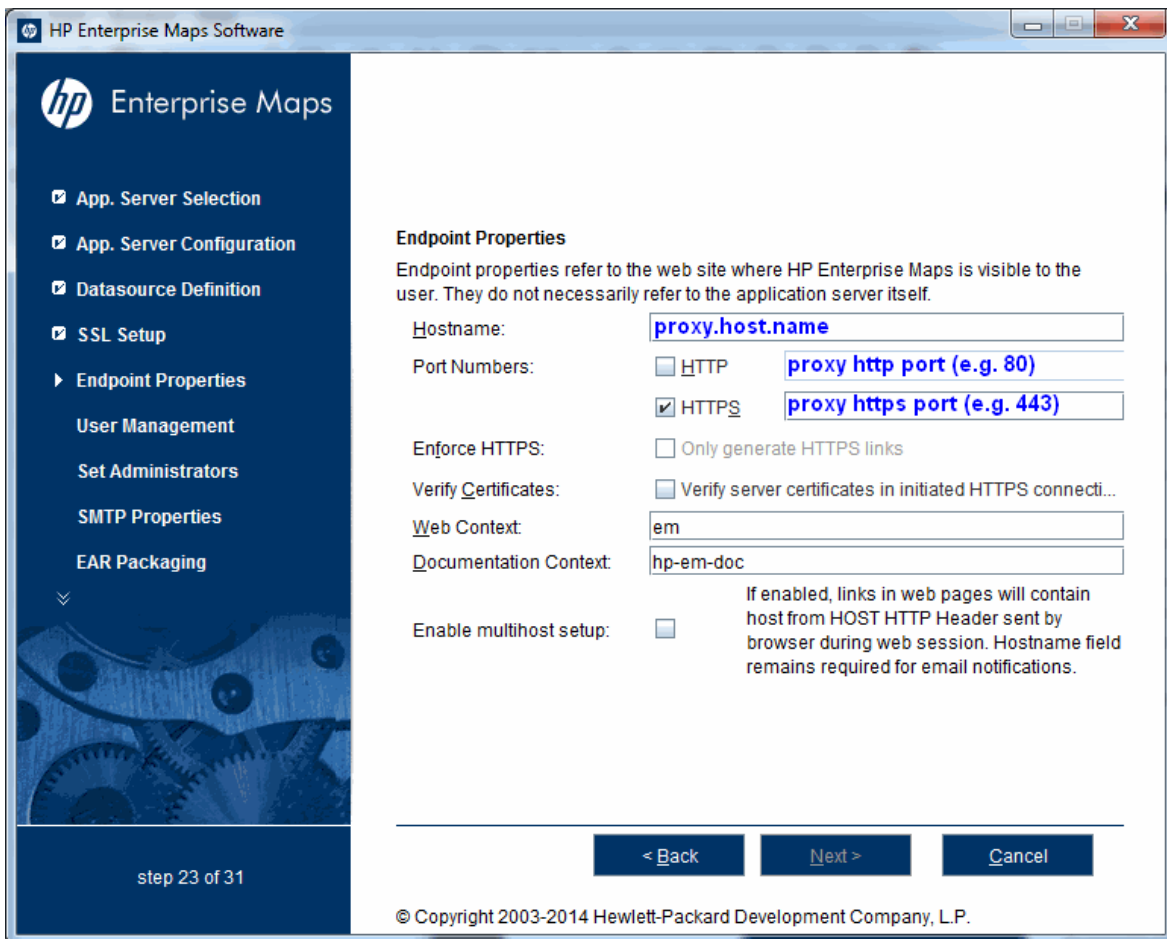 HP Enterprise Maps Software
hp Enterprise Maps
App. Server Selection
App. Server Configuration
Datasource Definition
SSL Setup
Endpoint Properties
User Management
Set Administrators
SMTP Properties
EAR Packaging
step 23 of 31
Endpoint Properties
Endpoint properties refer to the web site where HP Enterprise Maps is visible to the
user. They do not necessarily refer to the application server itself.
Hostname: proxy.host.name
Port Numbers: HTTP proxy http port (e.g. 80)
HTTPS proxy https port (e.g. 443)
Enforce HTTPS: Only generate HTTPS links
Verify Certificates: Verify server certificates in initiated HTTPS connecti...
Web Context: em
Documentation Context: hp-em-doc
Enable multihost setup:
If enabled, links in web pages will contain
host from HOST HTTP Header sent by
browser during web session. Hostname field
remains required for email notifications.
< Back Next > Cancel
© Copyright 2003-2014 Hewlett-Packard Development Company, L.P.